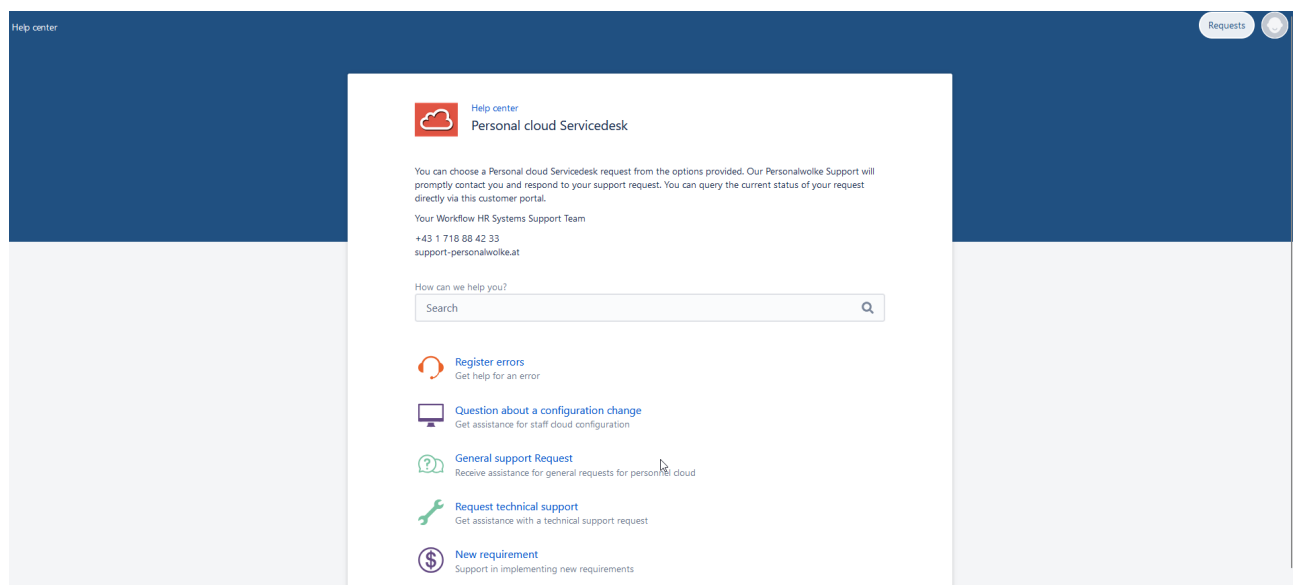 Help center
Requests
Help center
Personal cloud Servicedesk
You can choose a Personal cloud Servicedesk request from the options provided. Our Personalwolke Support will
promptly contact you and respond to your support request. You can query the current status of your request
directly via this customer portal.
Your Workflow HR Systems Support Team
+43 1 718 88 42 33
support-personalwolke.at
How can we help you?
Search
Register errors
Get help for an error
Question about a configuration change
Get assistance for staff cloud configuration
General support Request
Receive assistance for general requests for personnel cloud
Request technical support
Get assistance with a technical support request
New requirement
Support in implementing new requirements